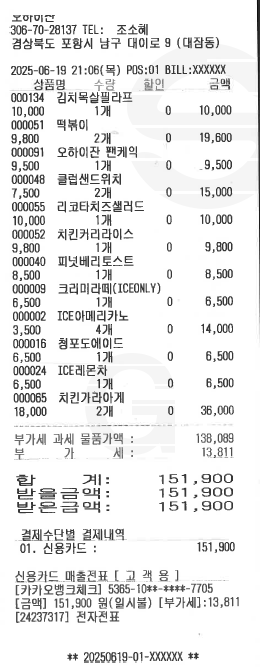 오하이잔
306-70-28137 TEL: 조소혜
경상북도 포항시 남구 대이로 9 (대잠동)
2025-06-19 21:06(목) POS:01 BILL:XXXXXX
상품명 수량 할인 금액
000134 김치목살필라프
10,000 1개 0 10,000
000051 떡볶이
9,800 2개 0 19,600
000091 오하이잔 팬케익
9,500 1개 0 9,500
000048 클럽샌드위치
7,500 2개 0 15,000
000055 리코타치즈샐러드
10,000 1개 0 10,000
000052 치킨커리라이스
9,800 1개 0 9,800
000040 피넛베리토스트
8,500 1개 0 8,500
000009 크리미라떼(ICEONLY)
6,500 1개 0 6,500
000002 ICE아메리카노
3,500 4개 0 14,000
000016 청포도에이드
6,500 1개 0 6,500
000024 ICE레몬차
6,500 1개 0 6,500
000065 치킨가라아게
18,000 2개 0 36,000
부가세 과세 물품가액 : 138,089
부 가 세 : 13,811
합 계: 151,900
받을금액: 151,900
받은금액: 151,900
결제수단별 결제내역
01. 신용카드 : 151,900
신용카드 매출전표 [ 고 객 용 ]
[카카오뱅크체크] 5365-10**-****-7705
[금액] 151,900 원(일시불) [부가세]:13,811
[24237317] 전자전표
** 20250619-01-XXXXXX **